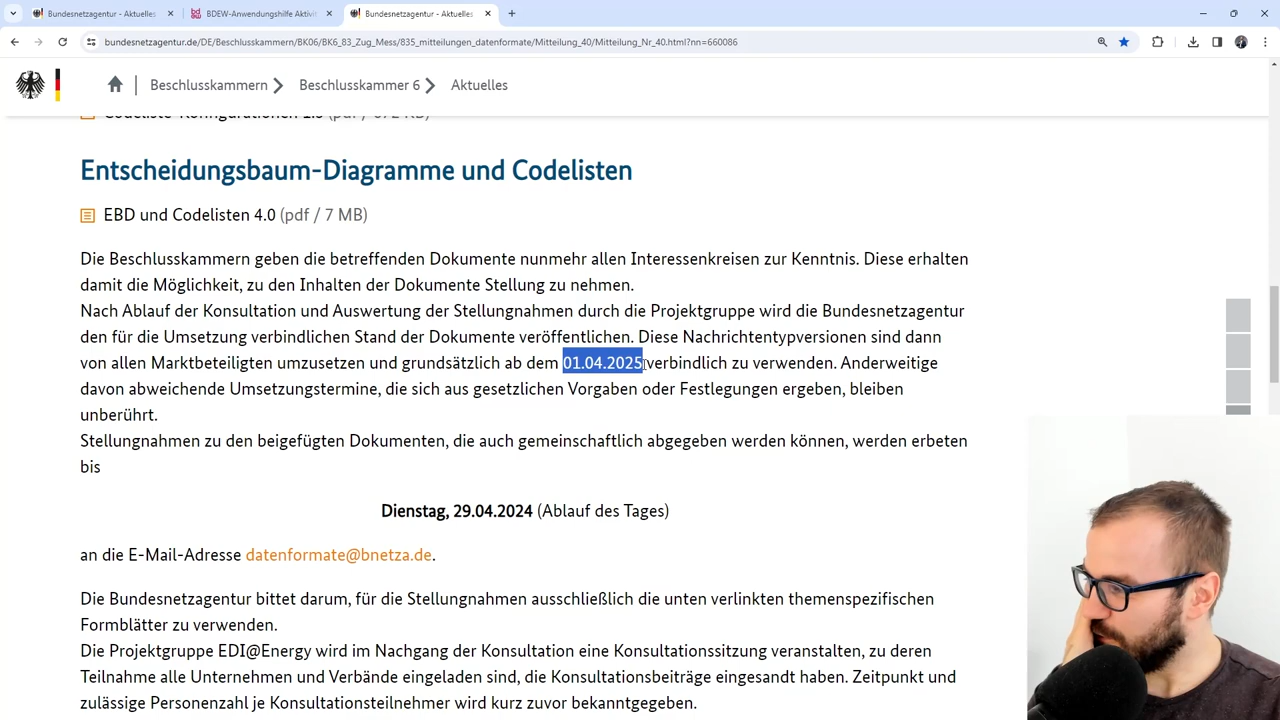 Bundesnetzagentur - Aktuelles
BDEW-Anwendungshilfe Aktivi
Bundesnetzagentur - Aktuelles
bundesnetzagentur.de/DE/Beschlusskammern/BK06/BK6_83_Zug_Mess/835_mitteilungen_datenformate/Mitteilung_40/Mitteilung_Nr_40.html?nn=660086
Beschlusskammern
Beschlusskammer 6
Aktuelles
Entscheidungsbaum-Diagramme und Codelisten
EBD und Codelisten 4.0 (pdf / 7 MB)
Die Beschlusskammern geben die betreffenden Dokumente nunmehr allen Interessenkreisen zur Kenntnis. Diese erhalten
damit die Möglichkeit, zu den Inhalten der Dokumente Stellung zu nehmen.
Nach Ablauf der Konsultation und Auswertung der Stellungnahmen durch die Projektgruppe wird die Bundesnetzagentur
den für die Umsetzung verbindlichen Stand der Dokumente veröffentlichen. Diese Nachrichtentypversionen sind dann
von allen Marktbeteiligten umzusetzen und grundsätzlich ab dem 01.04.2025 verbindlich zu verwenden. Anderweitige
davon abweichende Umsetzungstermine, die sich aus gesetzlichen Vorgaben oder Festlegungen ergeben, bleiben
unberührt.
Stellungnahmen zu den beigefügten Dokumenten, die auch gemeinschaftlich abgegeben werden können, werden erbeten
bis
Dienstag, 29.04.2024 (Ablauf des Tages)
an die E-Mail-Adresse datenformate@bnetza.de.
Die Bundesnetzagentur bittet darum, für die Stellungnahmen ausschließlich die unten verlinkten themenspezifischen
Formblätter zu verwenden.
Die Projektgruppe EDI@Energy wird im Nachgang der Konsultation eine Konsultationssitzung veranstalten, zu deren
Teilnahme alle Unternehmen und Verbände eingeladen sind, die Konsultationsbeiträge eingesandt haben. Zeitpunkt und
zulässige Personenzahl je Konsultationsteilnehmer wird kurz zuvor bekanntgegeben.